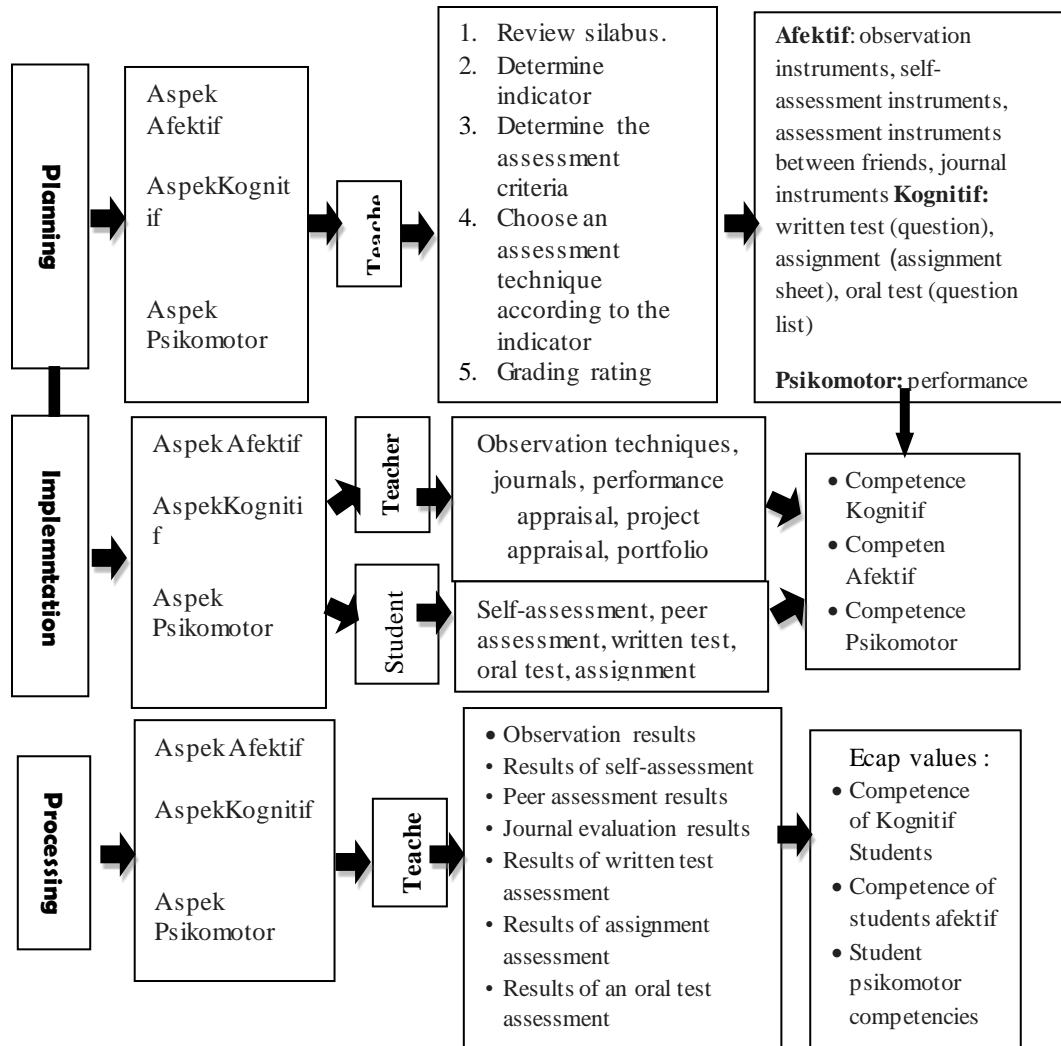 Planning
Aspek
Afektif
AspekKognit
if
Aspek
Psikomotor
Teache
1. Review silabus.
2. Determine
indicator
3. Determine the
assessment
criteria
4. Choose an
assessment
technique
according to the
indicator
5. Grading rating
Afektif: observation
instruments, self-
assessment instruments,
assessment instruments
between friends, journal
instruments Kognitif:
written test (question),
assignment (assignment
sheet), oral test (question
list)
Psikomotor: performance
Implemntation
Aspek Afektif
AspekKogniti
f
Aspek
Psikomotor
Teacher
Observation techniques,
journals, performance
appraisal, project
appraisal, portfolio
Student
Self-assessment, peer
assessment, written test,
oral test, assignment
• Competence
Kognitif
• Competen
Afektif
• Competence
Psikomotor
Processing
Aspek Afektif
AspekKognitif
Aspek
Psikomotor
Teache
• Observation results
• Results of self-assessment
• Peer assessment results
• Journal evaluation results
• Results of written test
assessment
• Results of assignment
assessment
• Results of an oral test
assessment
Ecap values :
• Competence
of Kognitif
Students
• Competence of
students afektif
• Student
psikomotor
competencies